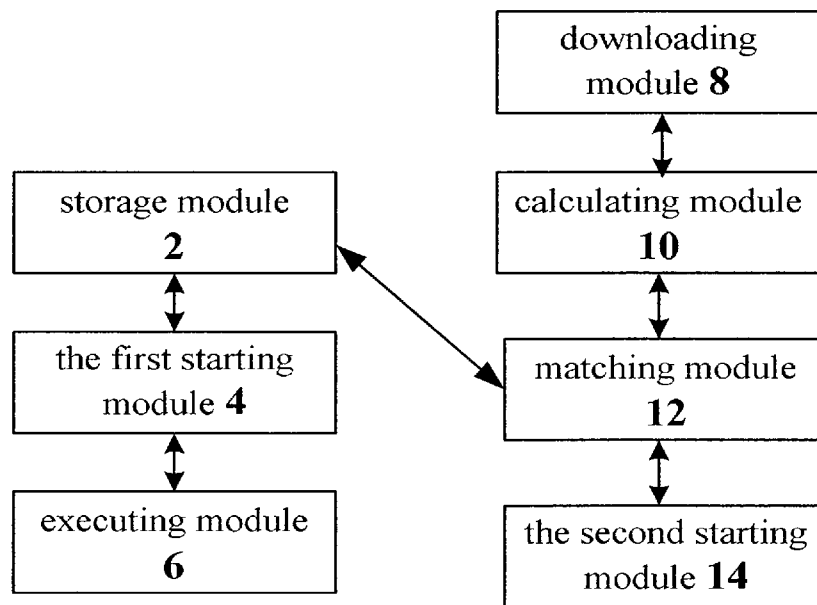 downloading
module 8
storage module
2
calculating module
10
the first starting
module 4
matching module
12
executing module
6
the second starting
module 14